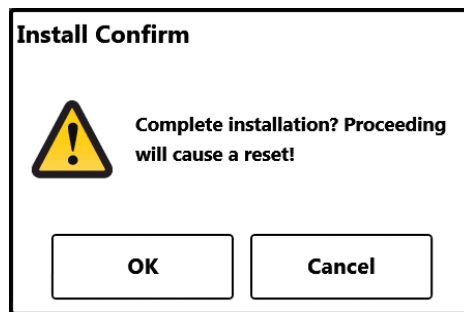 Install Confirm
Complete installation? Proceeding
will cause a reset!
OK
Cancel